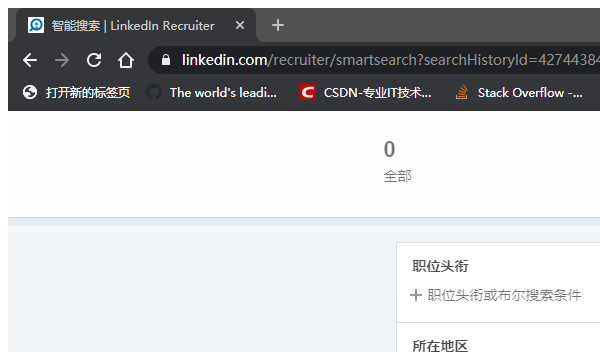 智能搜索 | LinkedIn Recruiter
linkedin.com/recruiter/smartsearch?searchHistoryId=42744384
打开新的标签页 The world's leadi... CSDN-专业IT技术... Stack Overflow -...
0
全部
职位头衔
职位头衔或布尔搜索条件
所在地区